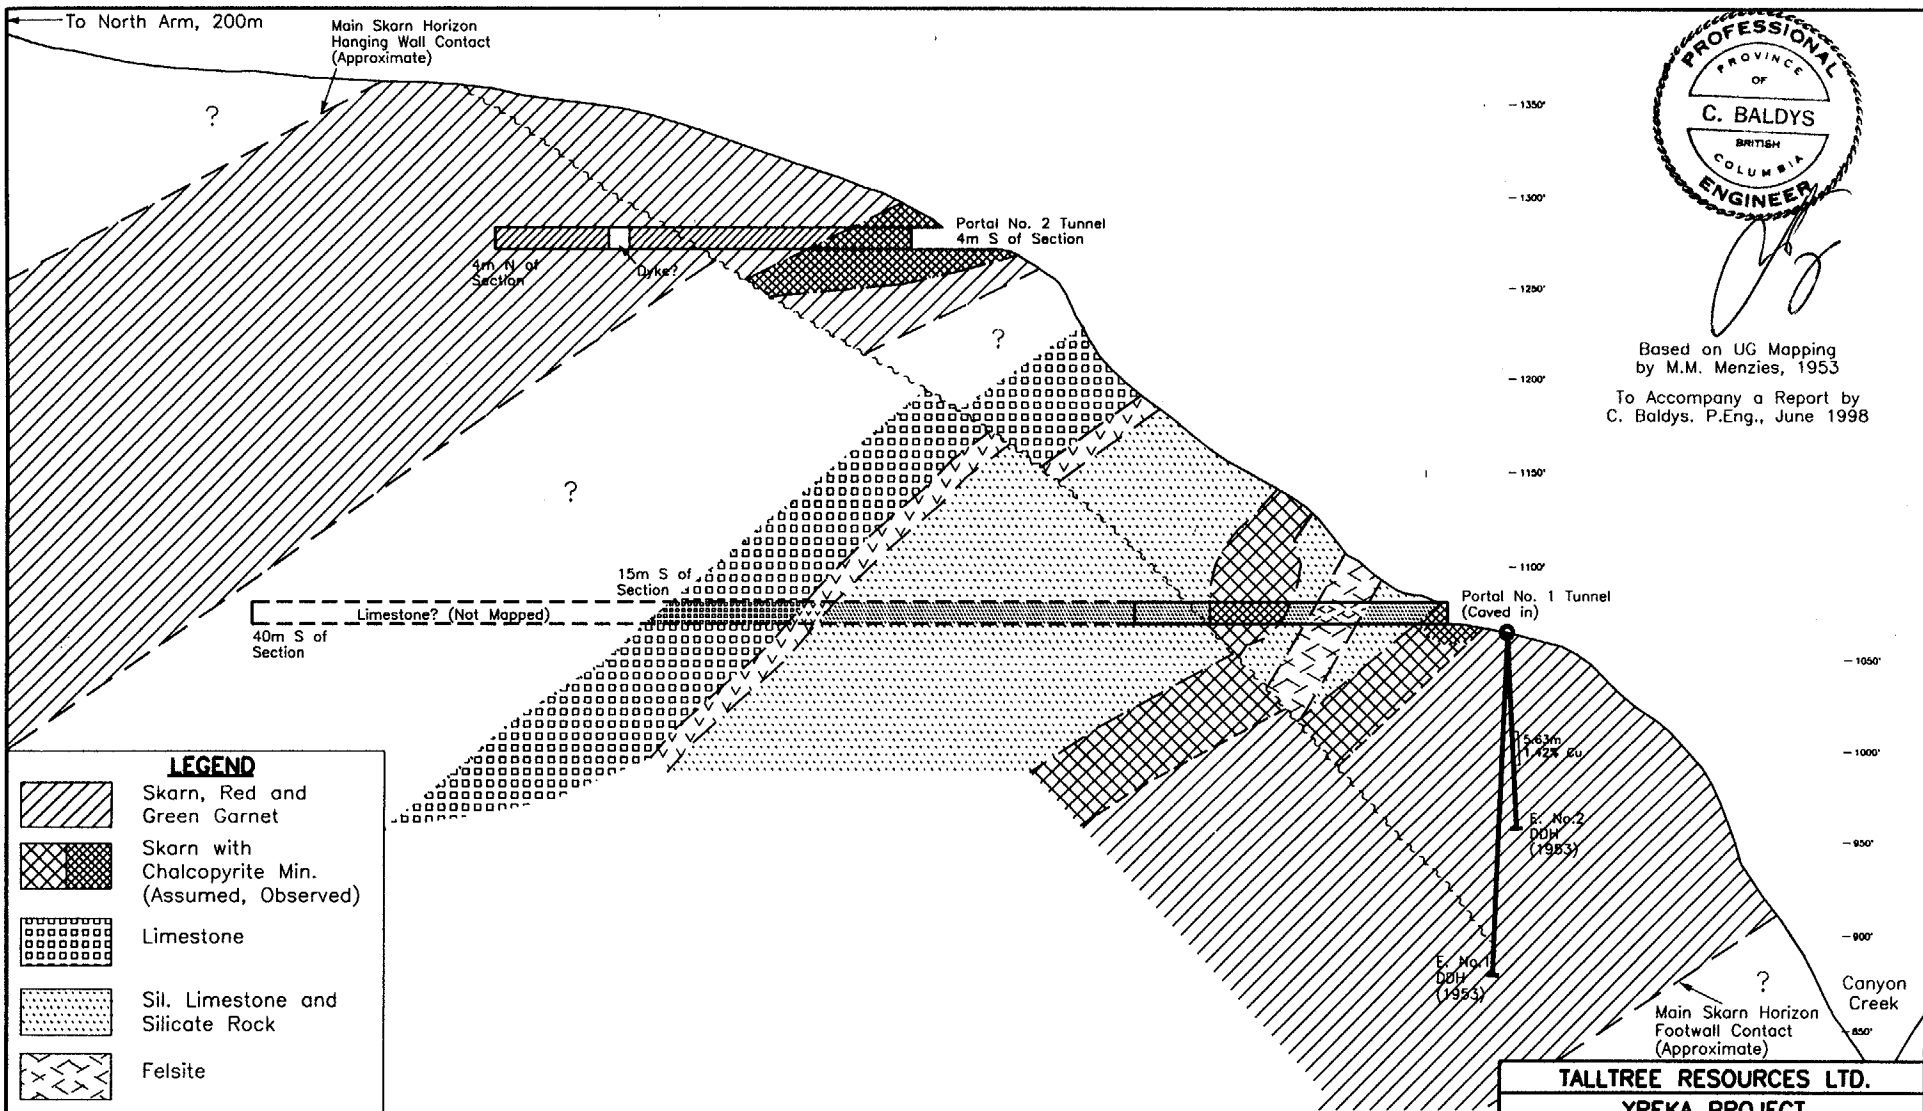 To North Arm, 200m
Main Skarn Horizon
Hanging Wall Contact
(Approximate)
?
PROFESSIONAL
PROVINCE
OF
C. BALDYS
BRITISH
COLUMBIA
ENGINEER
1350'
1300'
1250'
1200'
1150'
1100'
1050'
1000'
950'
900'
850'
Based on UG Mapping
by M.M. Menzies, 1953
To Accompany a Report by
C. Baldys. P.Eng., June 1998
Portal No. 2 Tunnel
4m S of Section
4m N of
Section
Dyke?
?
?
15m S of
Section
Limestone? (Not Mapped)
40m S of
Section
Portal No. 1 Tunnel
(Caved in)
5.63m
1.42% Cu
E. No.2
DDH
(1953)
E. No.1
DDH
(1953)
?
Canyon
Creek
Main Skarn Horizon
Footwall Contact
(Approximate)
LEGEND
Skarn, Red and
Green Garnet
Skarn with
Chalcopyrite Min.
(Assumed, Observed)
Limestone
Sil. Limestone and
Silicate Rock
Felsite
TALLTREE RESOURCES LTD.
YREKA PROJECT